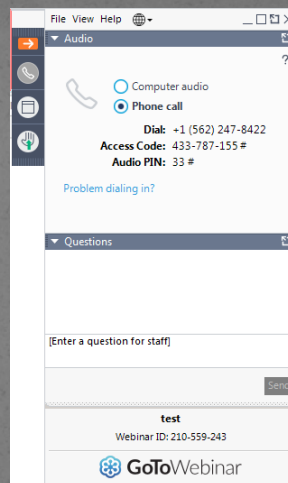 File View Help
Audio
?
Computer audio
Phone call
Dial: +1 (562) 247-8422
Access Code: 433-787-155 #
Audio PIN: 33 #
Problem dialing in?
Questions
[Enter a question for staff]
Send
test
Webinar ID: 210-559-243
GoToWebinar